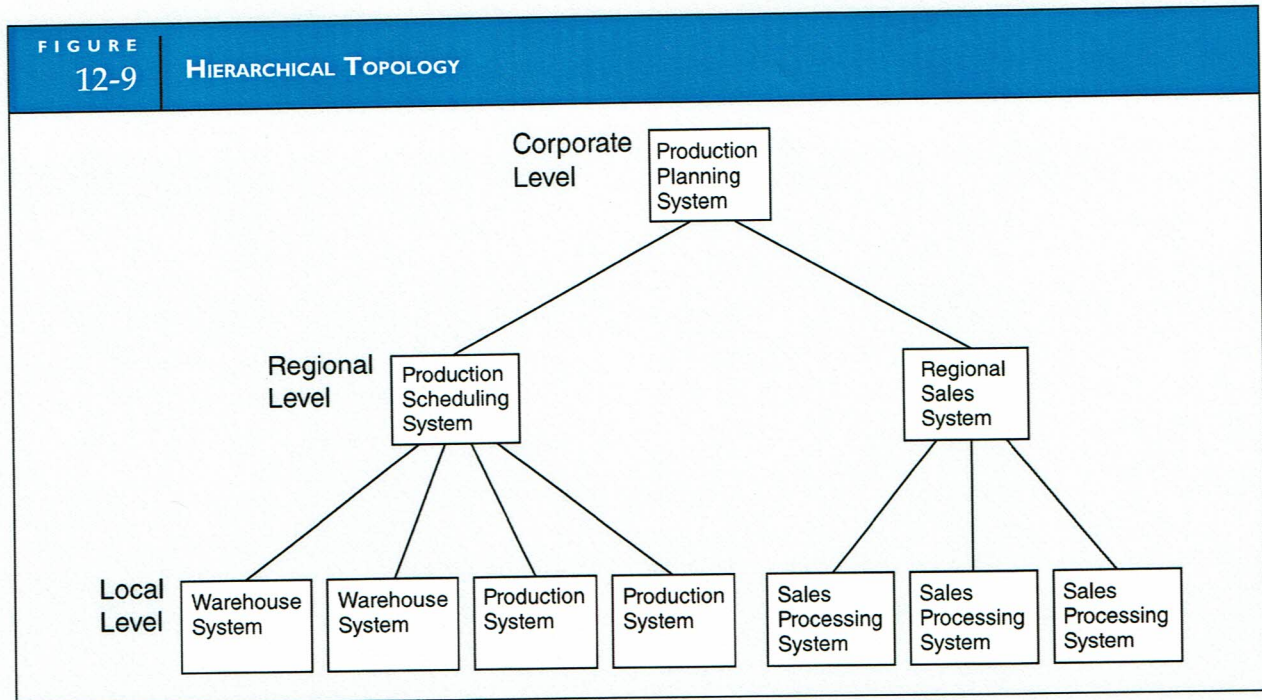 FIGURE
12-9
HIERARCHICAL TOPOLOGY
Corporate
Level
Production
Planning
System
Regional
Level
Production
Scheduling
System
Regional
Sales
System
Local
Level
Warehouse
System
Warehouse
System
Production
System
Production
System
Sales
Processing
System
Sales
Processing
System
Sales
Processing
System